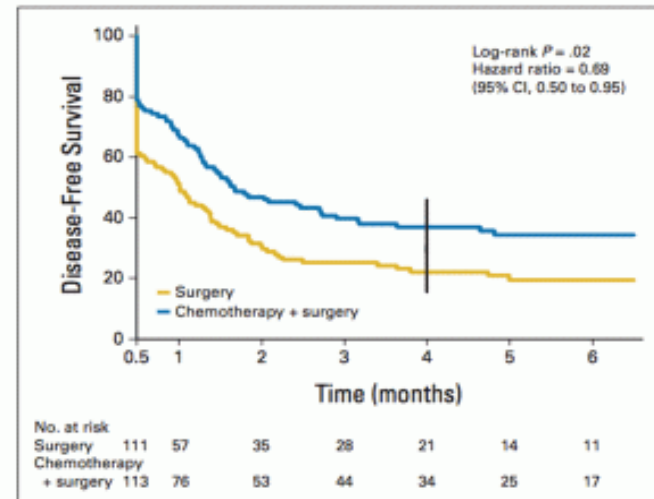 Log-rank P = .02
Hazard ratio = 0.69
(95% CI, 0.50 to 0.95)
100
80
60
40
20
0
Disease-Free Survival
Surgery
Chemotherapy + surgery
0.5 1 2 3 4 5 6
Time (months)
No. at risk
Surgery 111 57 35 28 21 14 11
Chemotherapy
+ surgery 113 76 53 44 34 25 17